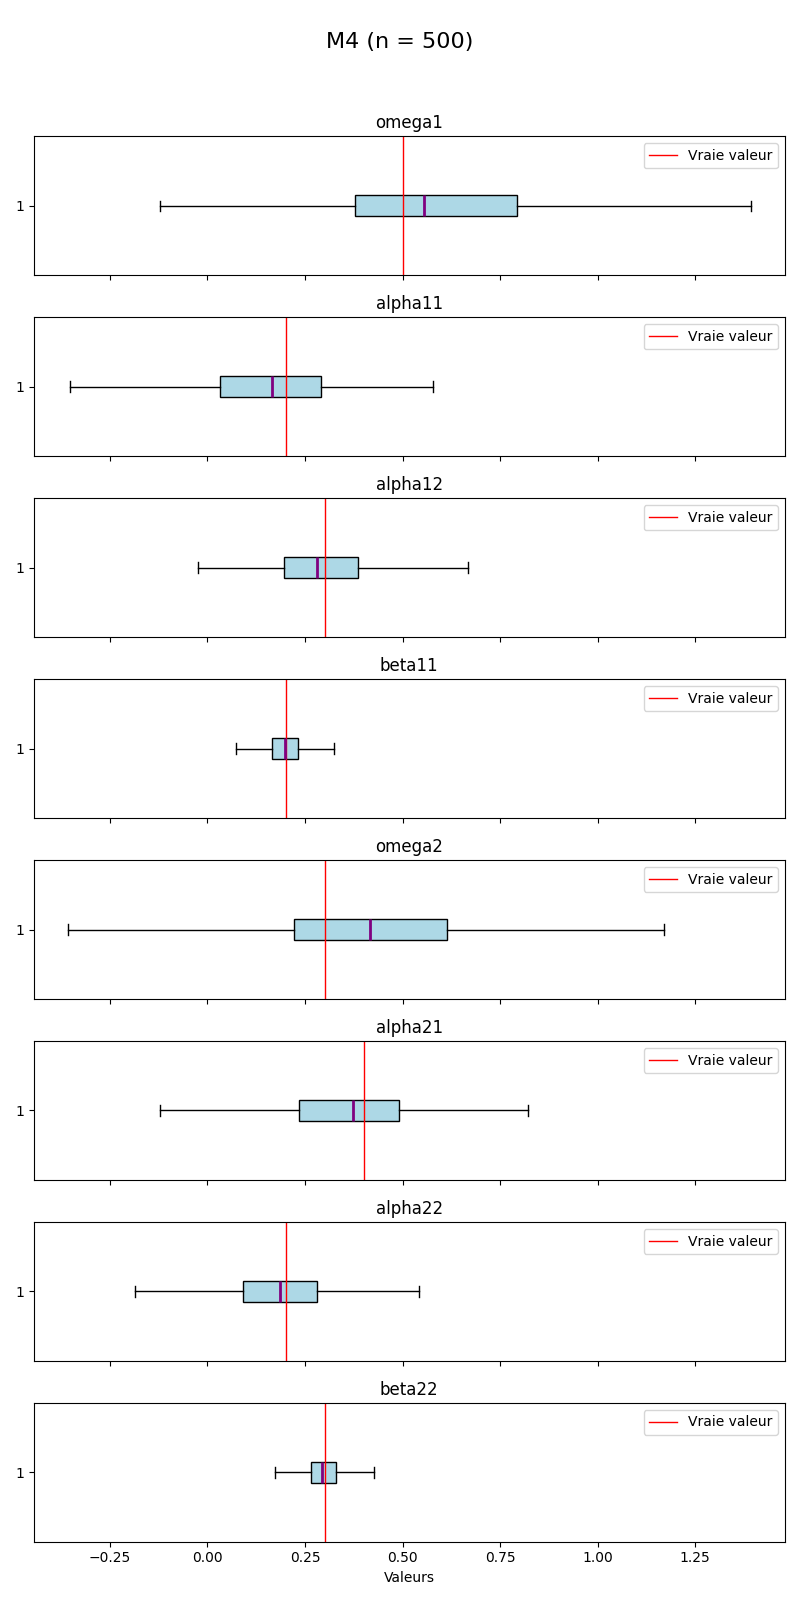 M4 (n = 500)
omega1
Vraie valeur
1
alpha11
Vraie valeur
1
alpha12
Vraie valeur
1
beta11
Vraie valeur
1
omega2
Vraie valeur
1
alpha21
Vraie valeur
1
alpha22
Vraie valeur
1
beta22
Vraie valeur
1
−0.25 0.00 0.25 0.50 0.75 1.00 1.25
Valeurs